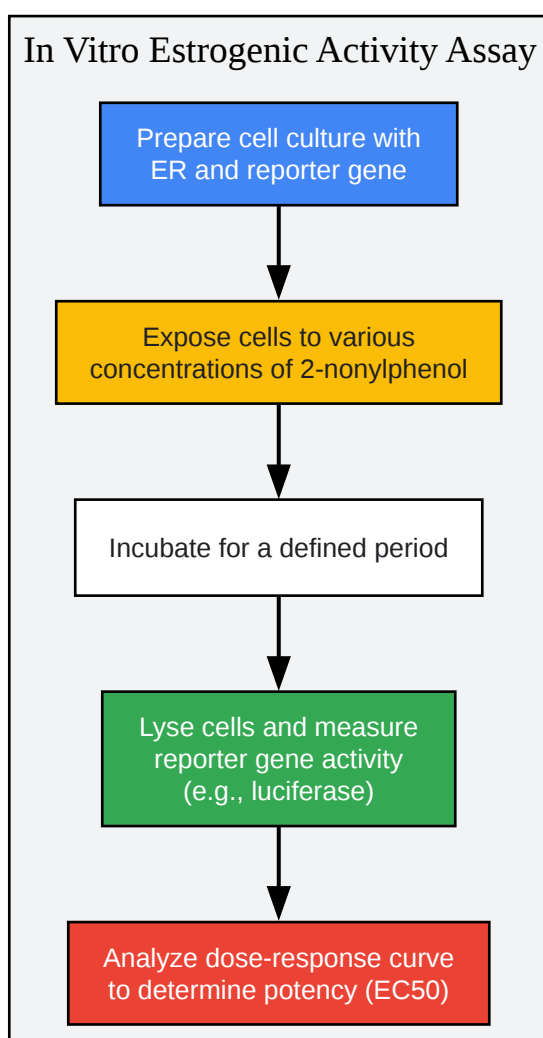 In Vitro Estrogenic Activity Assay
Prepare cell culture with
ER and reporter gene
Expose cells to various
concentrations of 2-nonylphenol
Incubate for a defined period
Lyse cells and measure
reporter gene activity
(e.g., luciferase)
Analyze dose-response curve
to determine potency (EC50)